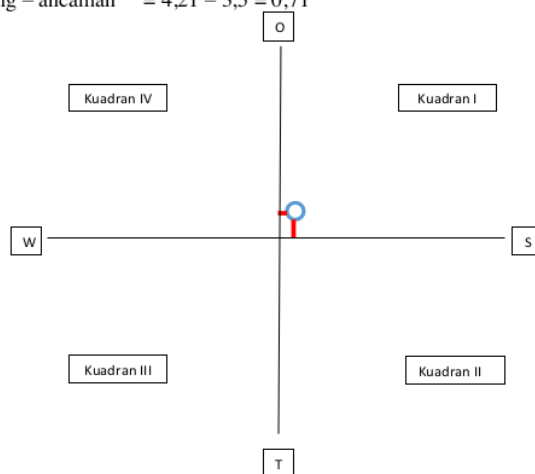 = 4,21 – 3,5 = 0,71
O
Kuadran IV
Kuadran I
W
S
Kuadran III
Kuadran II
T